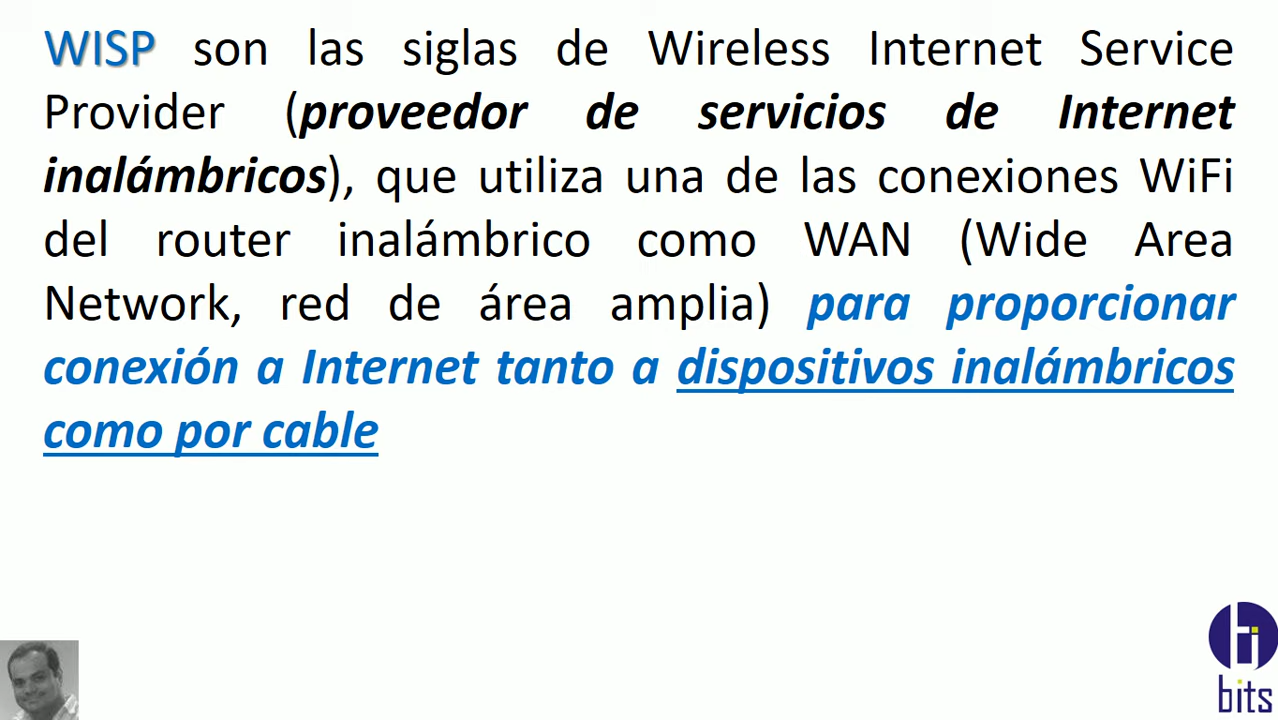 WISP son las siglas de Wireless Internet Service
Provider (proveedor de servicios de Internet
inalámbricos), que utiliza una de las conexiones WiFi
del router inalámbrico como WAN (Wide Area
Network, red de área amplia) para proporcionar
conexión a Internet tanto a dispositivos inalámbricos
como por cable
bits